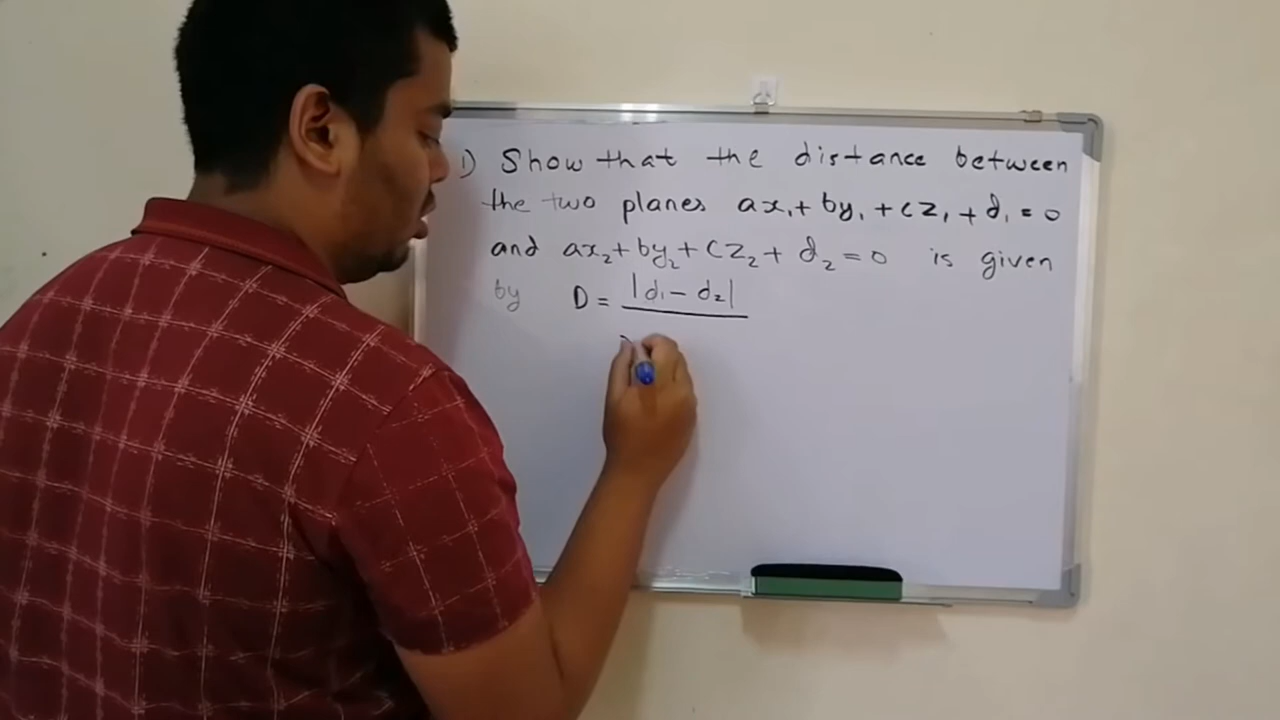 1) Show that the distance between
the two planes ax₁ + by₁ + cz₁ + d₁ = 0
and ax₂ + by₂ + cz₂ + d₂ = 0 is given
by D = |d₁ - d₂|